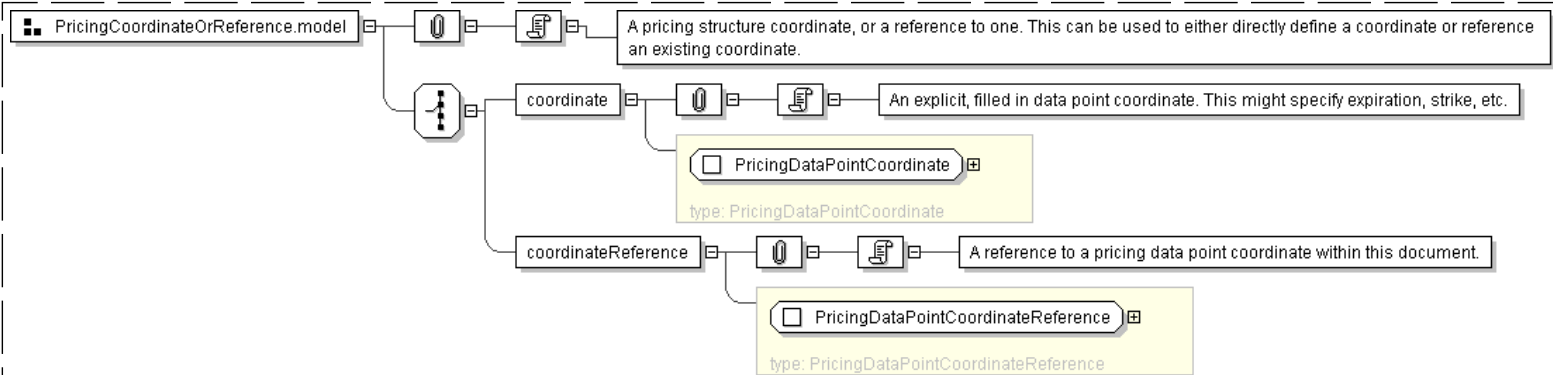 PricingCoordinateOrReference.model
A pricing structure coordinate, or a reference to one. This can be used to either directly define a coordinate or reference
an existing coordinate.
coordinate
An explicit, filled in data point coordinate. This might specify expiration, strike, etc.
PricingDataPointCoordinate
type: PricingDataPointCoordinate
coordinateReference
A reference to a pricing data point coordinate within this document.
PricingDataPointCoordinateReference
type: PricingDataPointCoordinateReference